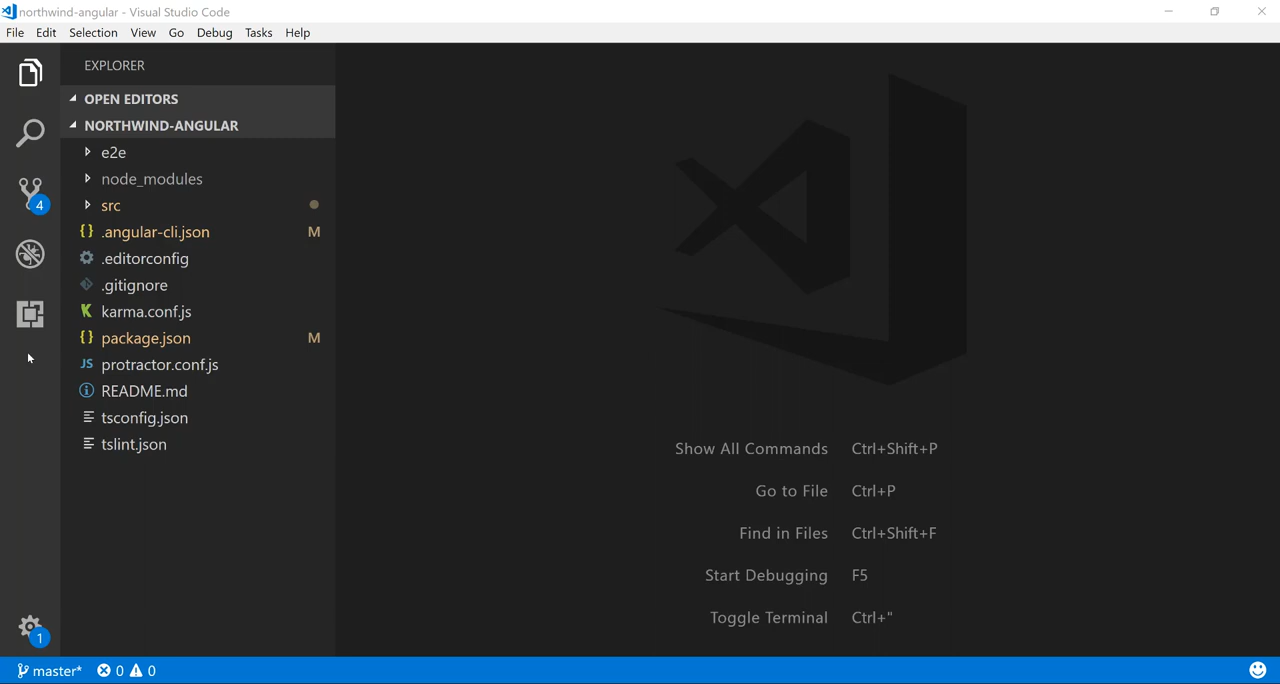 northwind-angular - Visual Studio Code
File Edit Selection View Go Debug Tasks Help
EXPLORER
OPEN EDITORS
NORTHWIND-ANGULAR
e2e
node_modules
src
{} .angular-cli.json M
.editorconfig
.gitignore
K karma.conf.js
{} package.json M
JS protractor.conf.js
README.md
tsconfig.json
tslint.json
4
1
Show All Commands Ctrl+Shift+P
Go to File Ctrl+P
Find in Files Ctrl+Shift+F
Start Debugging F5
Toggle Terminal Ctrl+"
master* 0 0